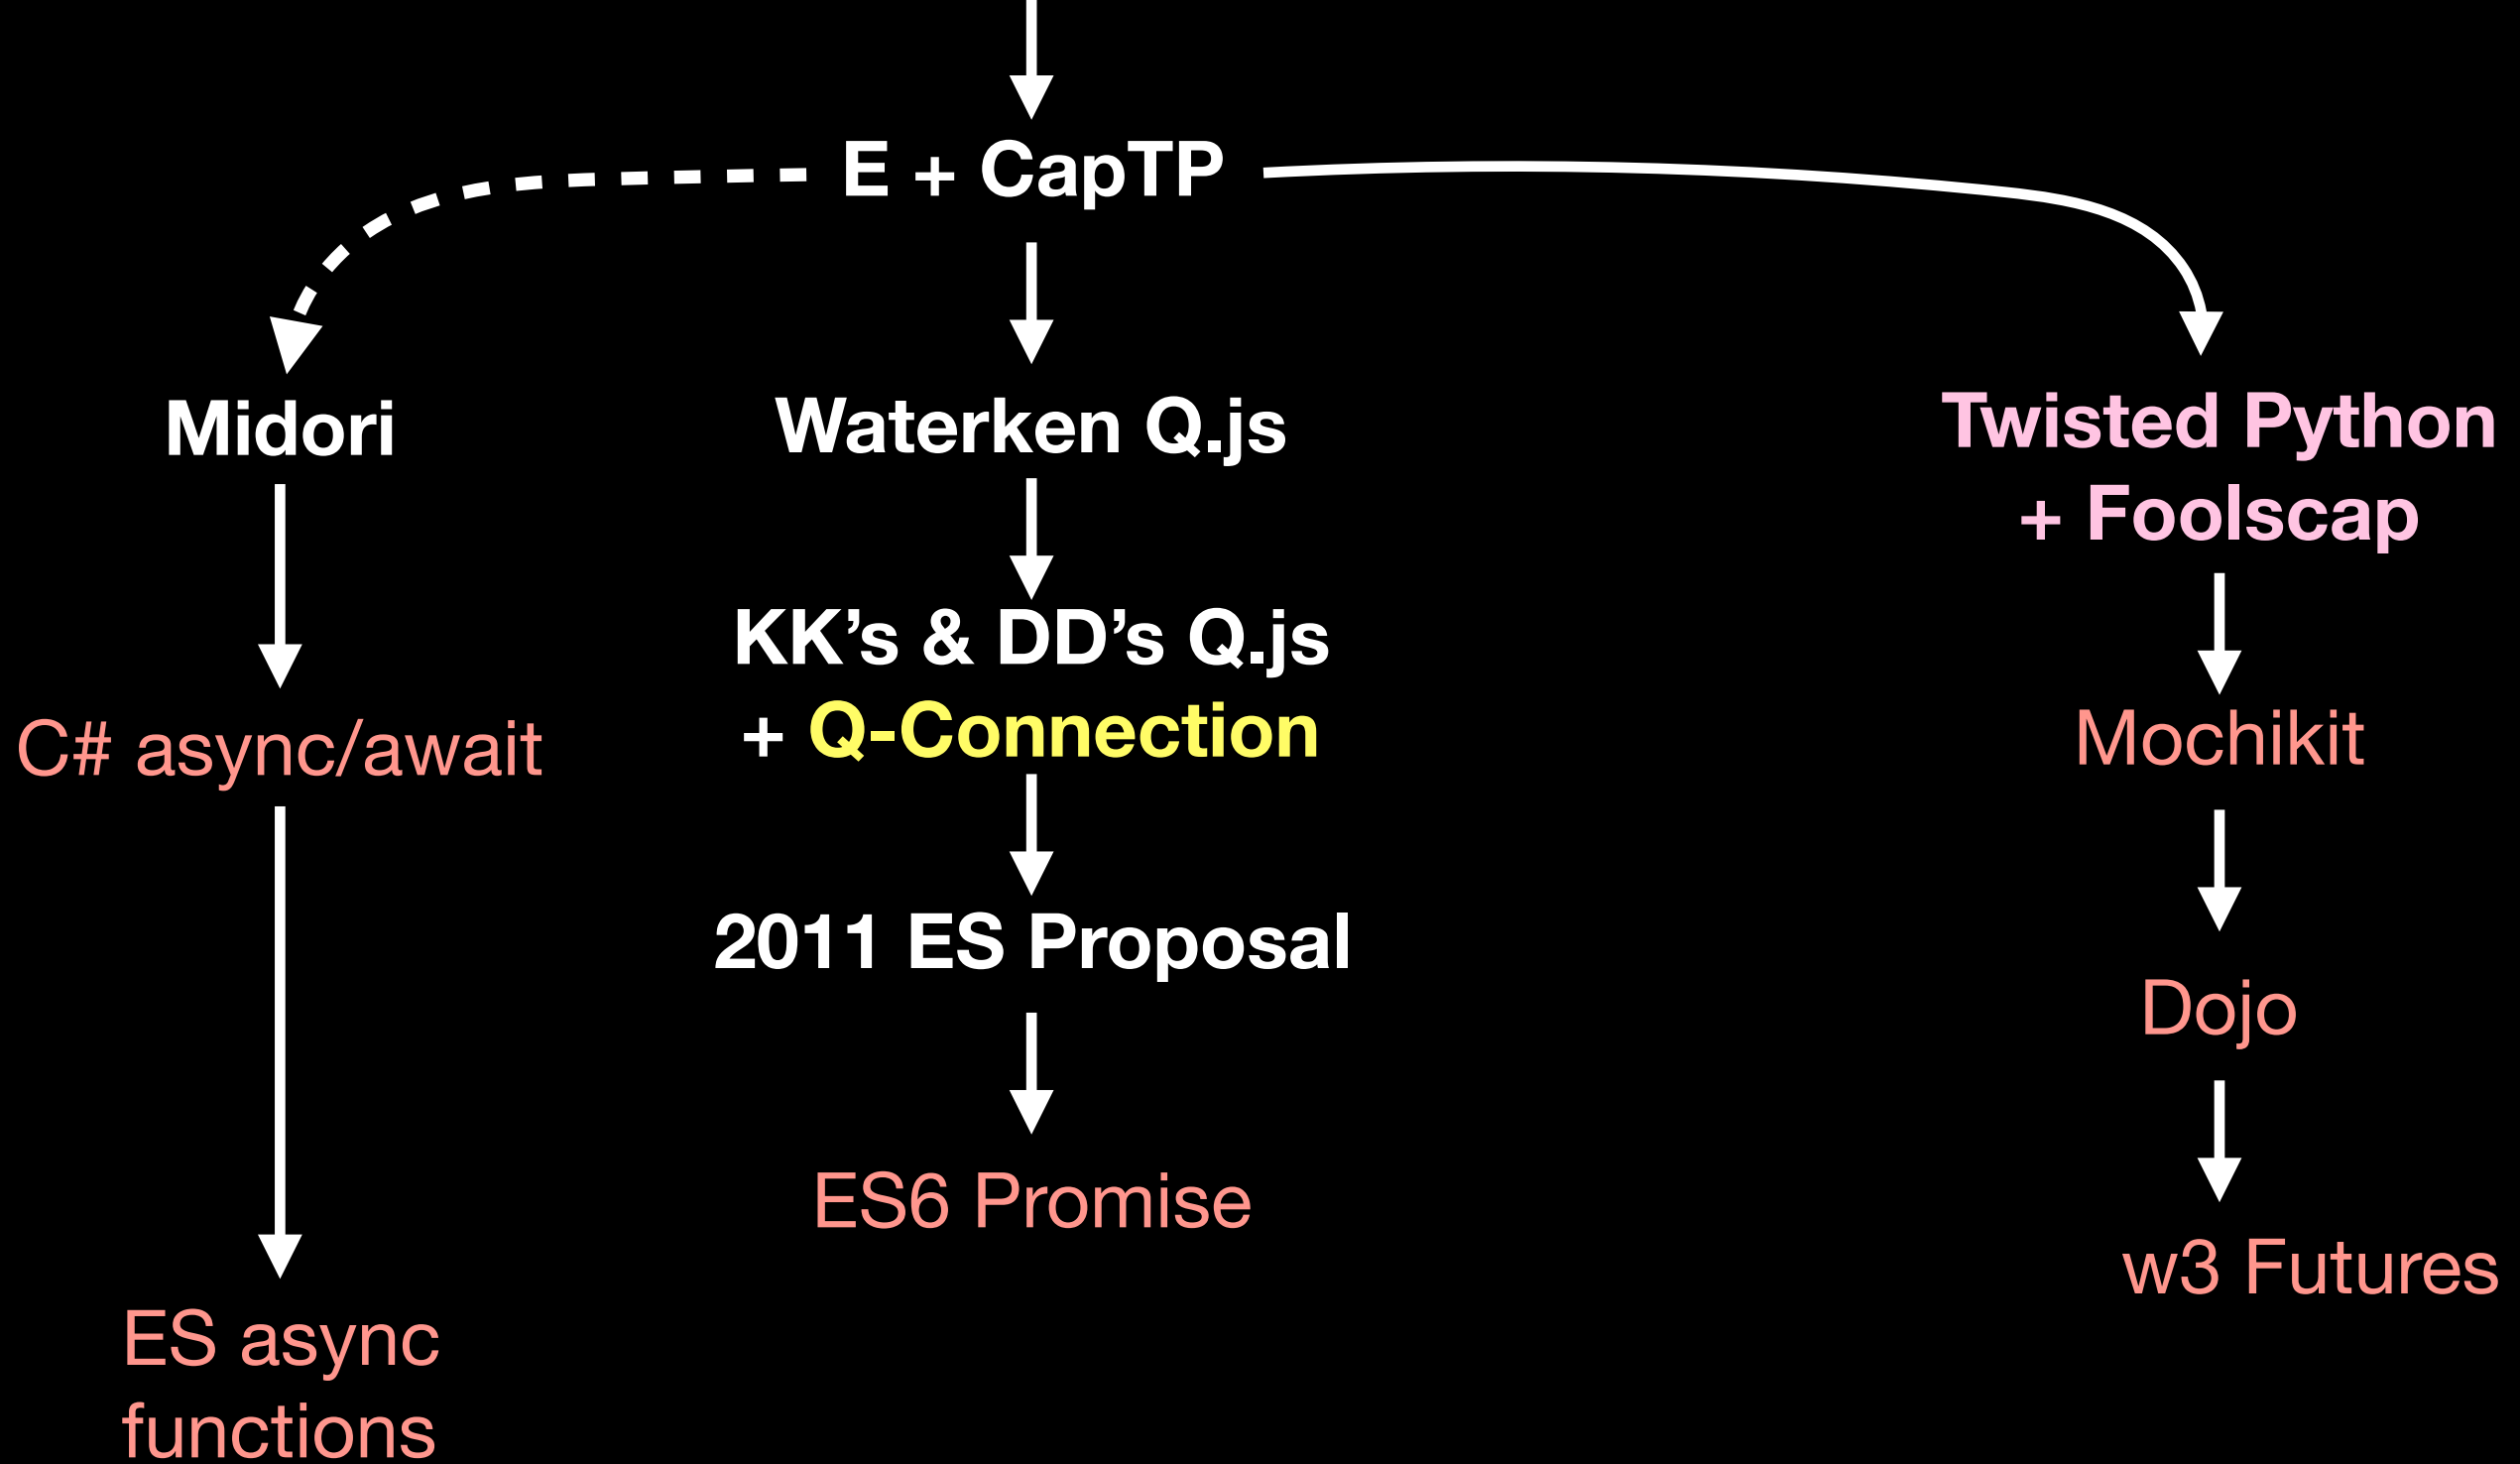 E + CapTP
Midori
Waterken Q.js
Twisted Python
+ Foolscap
KK’s & DD’s Q.js
+ Q-Connection
C# async/await
Mochikit
2011 ES Proposal
Dojo
ES6 Promise
w3 Futures
ES async
functions